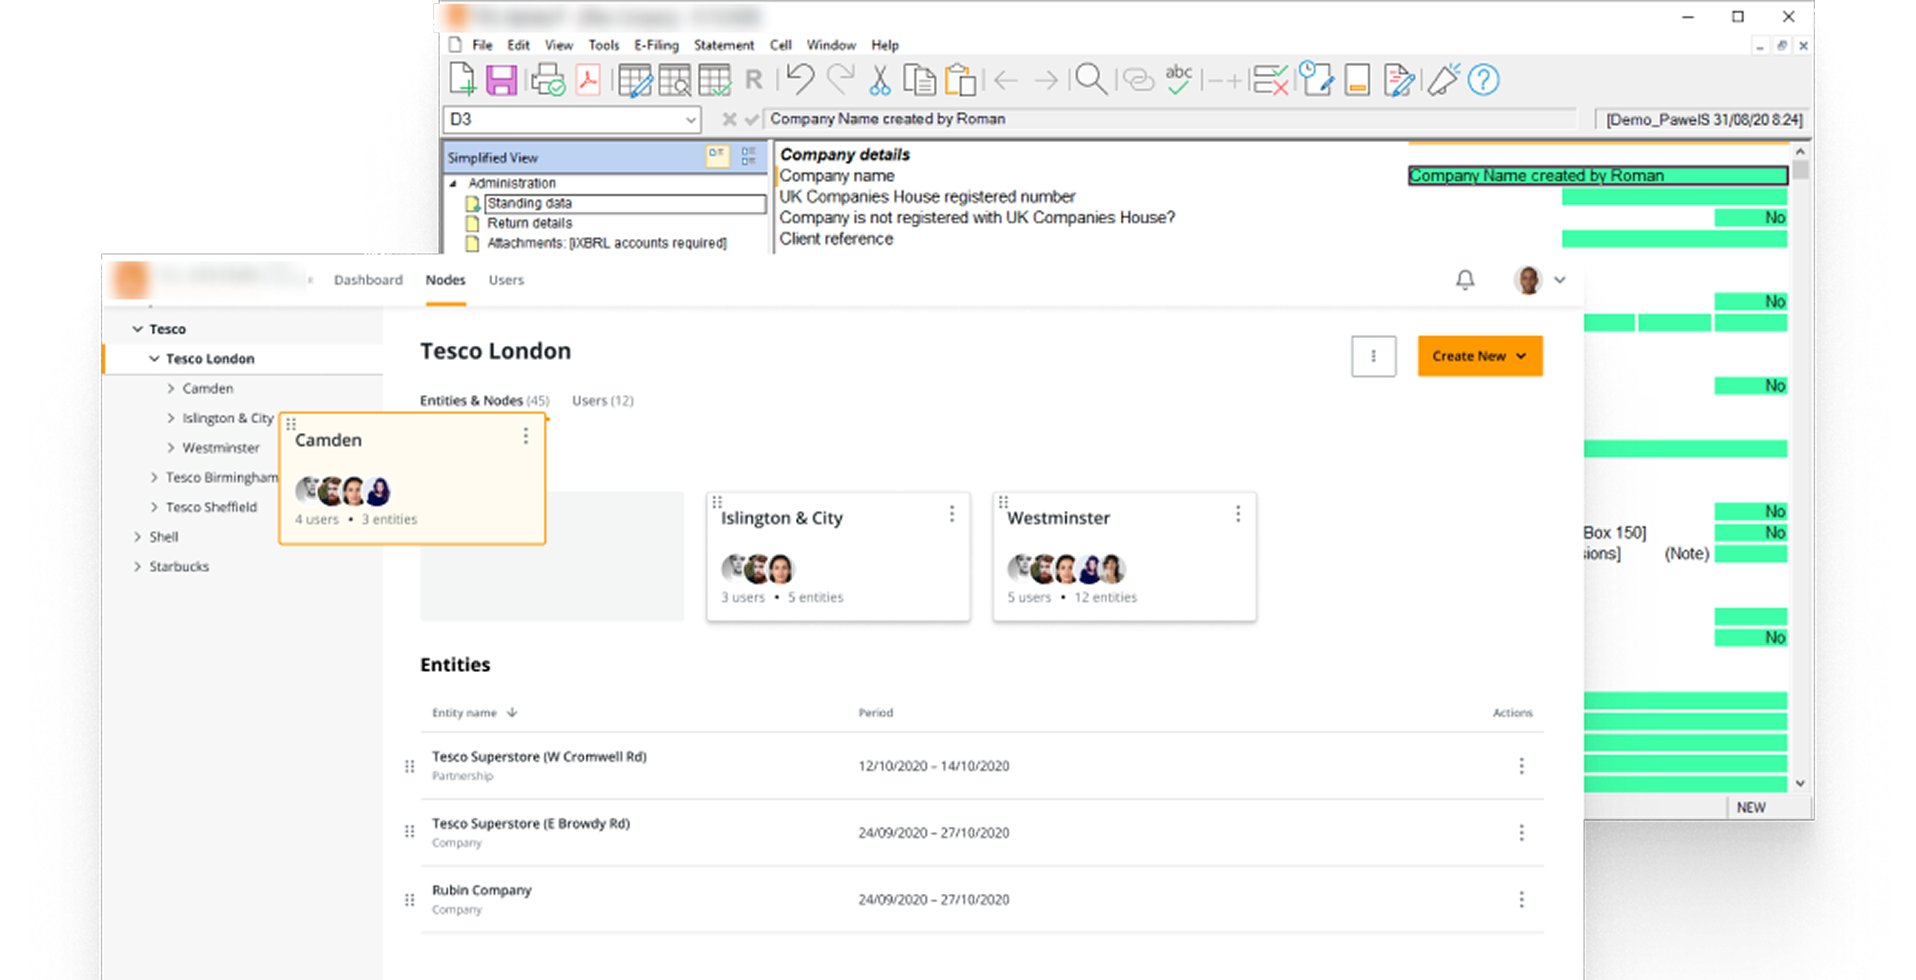 File Edit View Tools E-Filing Statement Cell Window Help
R abc
D3 Company Name created by Roman [Demo_PawelS 31/08/20 8:24]
Simplified View
Administration
Standing data
Return details
Attachments: [iXBRL accounts required]
Company details
Company name Company Name created by Roman
UK Companies House registered number
Company is not registered with UK Companies House? No
Client reference
No
No
No
Box 150] No
sions] (Note)
No
NEW
Dashboard Nodes Users
Tesco
Tesco London
Camden
Islington & City
Westminster
Tesco Birmingham
Tesco Sheffield
Shell
Starbucks
Tesco London
Create New
Entities & Nodes (45) Users (12)
Camden
4 users • 3 entities
Islington & City
3 users • 5 entities
Westminster
5 users • 12 entities
Entities
Entity name Period Actions
Tesco Superstore (W Cromwell Rd)
Partnership
12/10/2020 – 14/10/2020
Tesco Superstore (E Browdy Rd)
Company
24/09/2020 – 27/10/2020
Rubin Company
Company
24/09/2020 – 27/10/2020